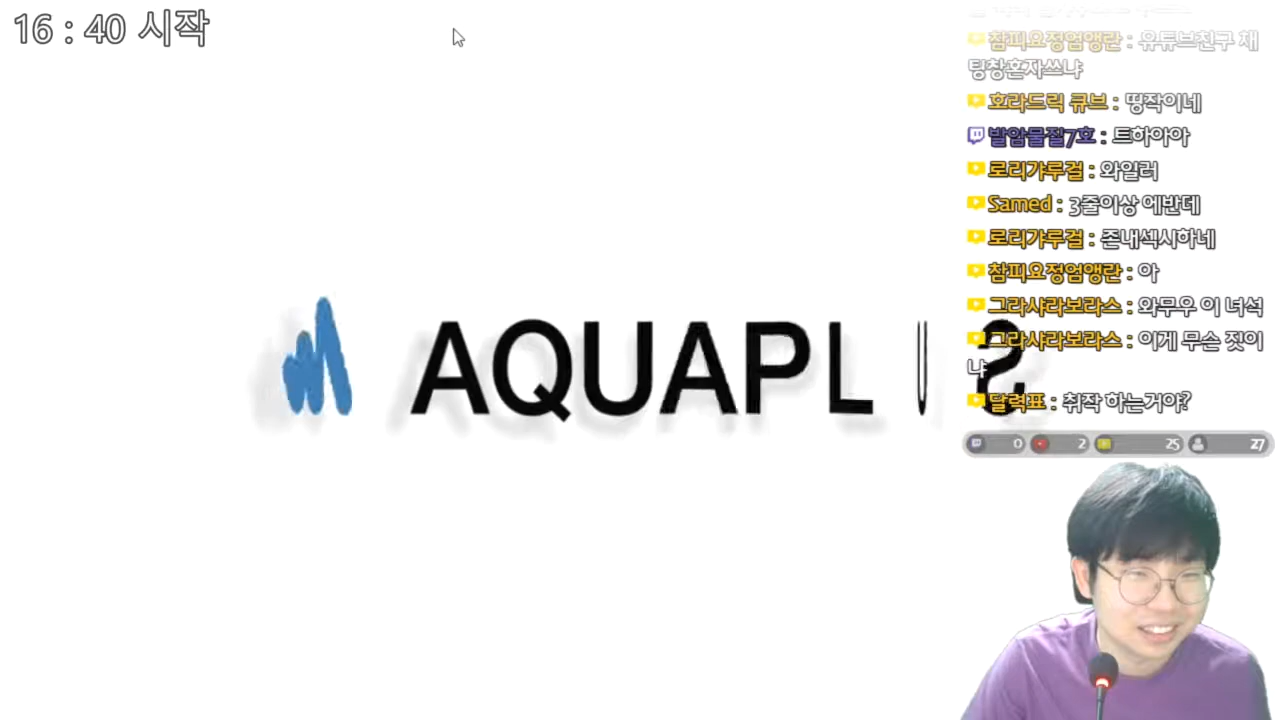 16 : 40 시작
참피요정엄앵란 : 유튜브친구 채
팅창혼자쓰냐
호라드릭 큐브 : 띵작이네
발암물질7호 : 트하아아
로리갸루걸 : 와일러
Samed : 3줄이상 에반데
로리갸루걸 : 존내섹시하네
참피요정엄앵란 : 아
그라샤라보라스 : 와무우 이 녀석
그라샤라보라스 : 이게 무슨 짓이
냐
달력표 : 취작 하는거야?
0 2 25 27
AQUAPL